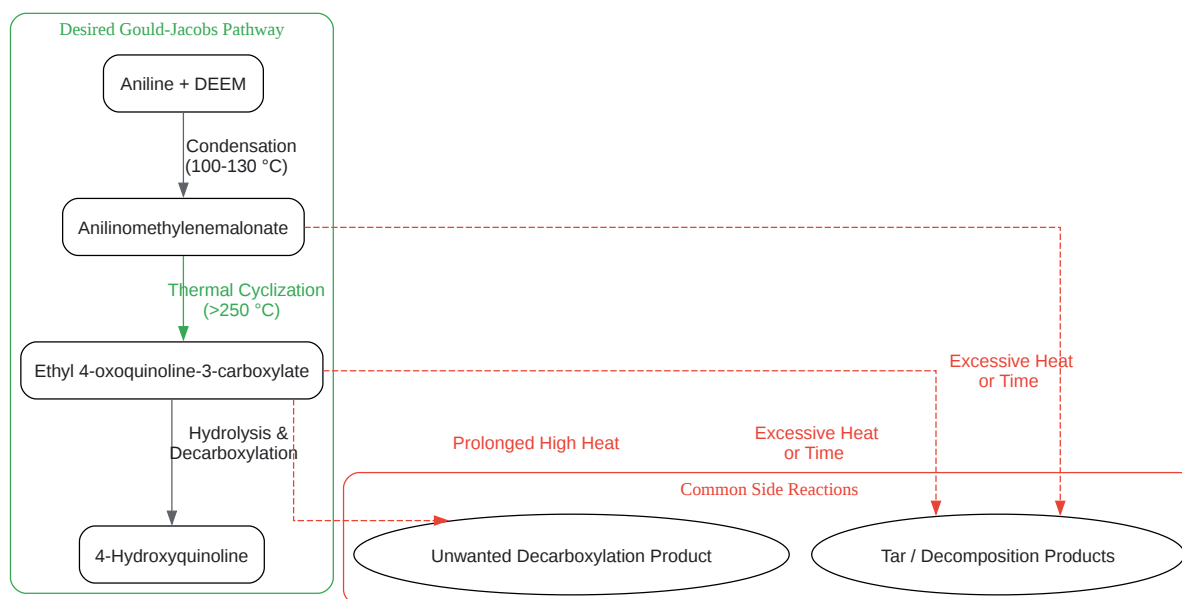 Desired Gould-Jacobs Pathway
Aniline + DEEM
Condensation
(100-130 °C)
Anilinomethylenemalonate
Thermal Cyclization
(>250 °C)
Ethyl 4-oxoquinoline-3-carboxylate
Excessive Heat
or Time
Hydrolysis &
Decarboxylation
Prolonged High Heat
Excessive Heat
or Time
Common Side Reactions
4-Hydroxyquinoline
Unwanted Decarboxylation Product
Tar / Decomposition Products